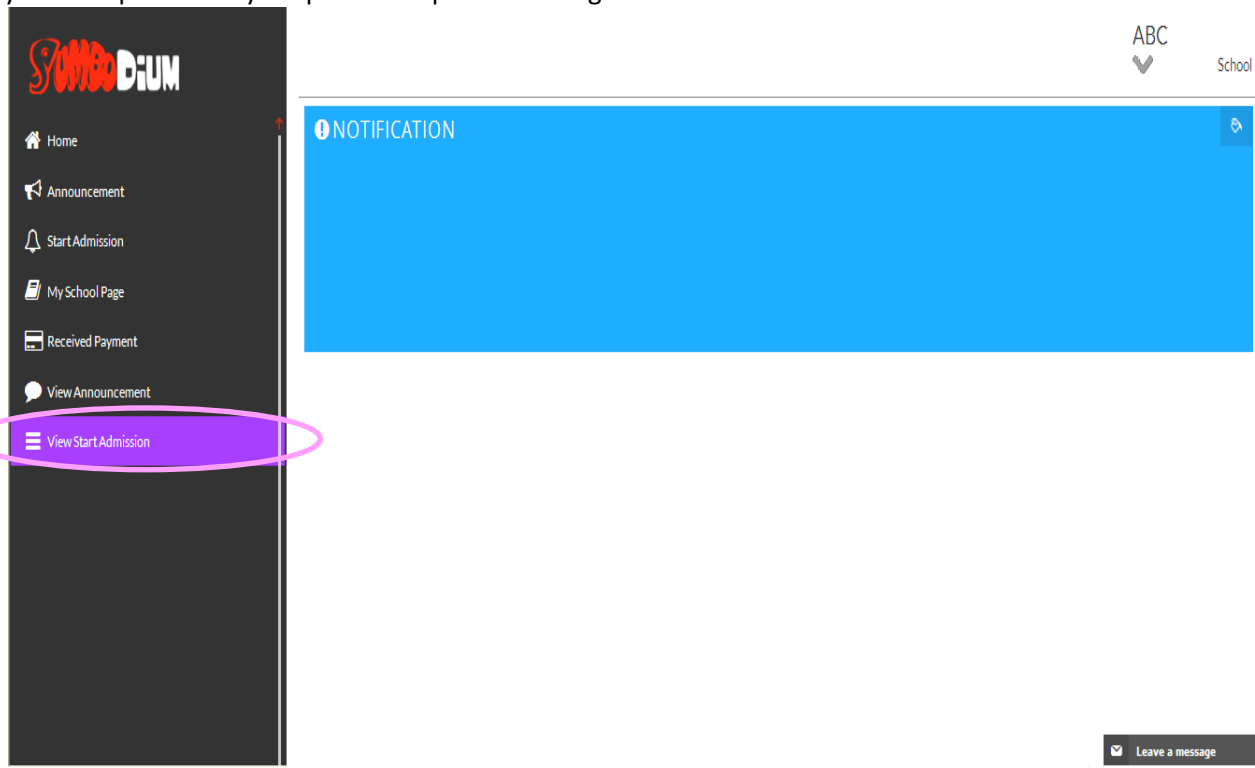 SUMBODIUM
ABC
School
Home
NOTIFICATION
Announcement
Start Admission
My School Page
Received Payment
View Announcement
View Start Admission
Leave a message